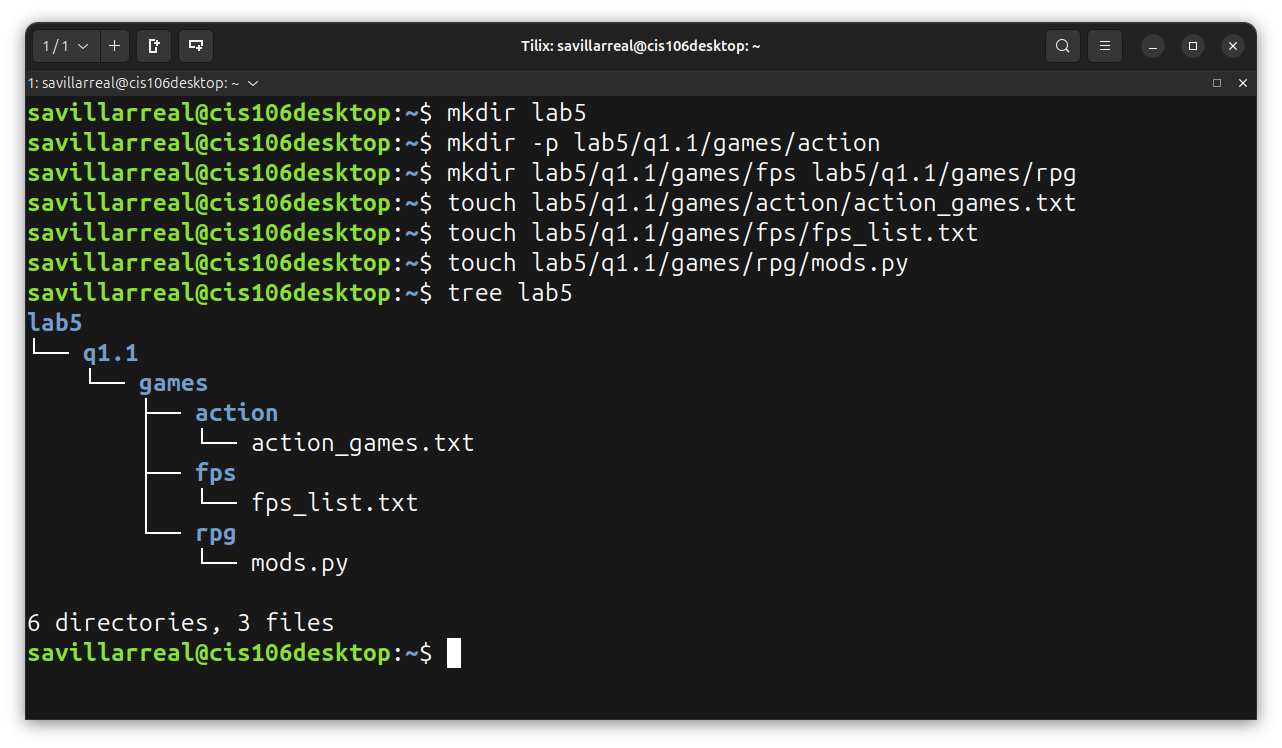 1 / 1
Tilix: savillarreal@cis106desktop: ~
1: savillarreal@cis106desktop: ~
savillarreal@cis106desktop:~$ mkdir lab5
savillarreal@cis106desktop:~$ mkdir -p lab5/q1.1/games/action
savillarreal@cis106desktop:~$ mkdir lab5/q1.1/games/fps lab5/q1.1/games/rpg
savillarreal@cis106desktop:~$ touch lab5/q1.1/games/action/action_games.txt
savillarreal@cis106desktop:~$ touch lab5/q1.1/games/fps/fps_list.txt
savillarreal@cis106desktop:~$ touch lab5/q1.1/games/rpg/mods.py
savillarreal@cis106desktop:~$ tree lab5
lab5
└── q1.1
    └── games
        ├── action
        │   └── action_games.txt
        ├── fps
        │   └── fps_list.txt
        └── rpg
            └── mods.py
6 directories, 3 files
savillarreal@cis106desktop:~$